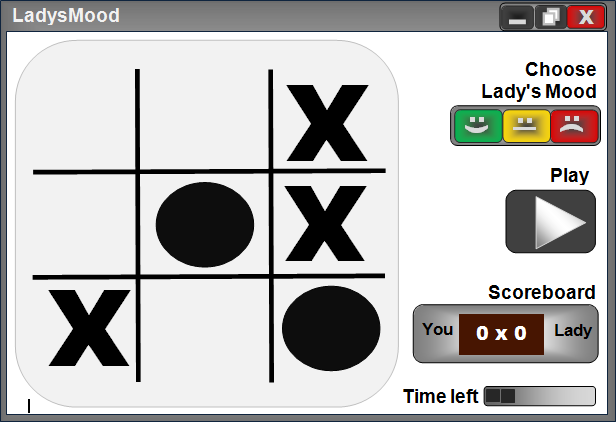 LadysMood
Choose
Lady's Mood
X
X
X
Play
Scoreboard
You 0 x 0 Lady
Time left